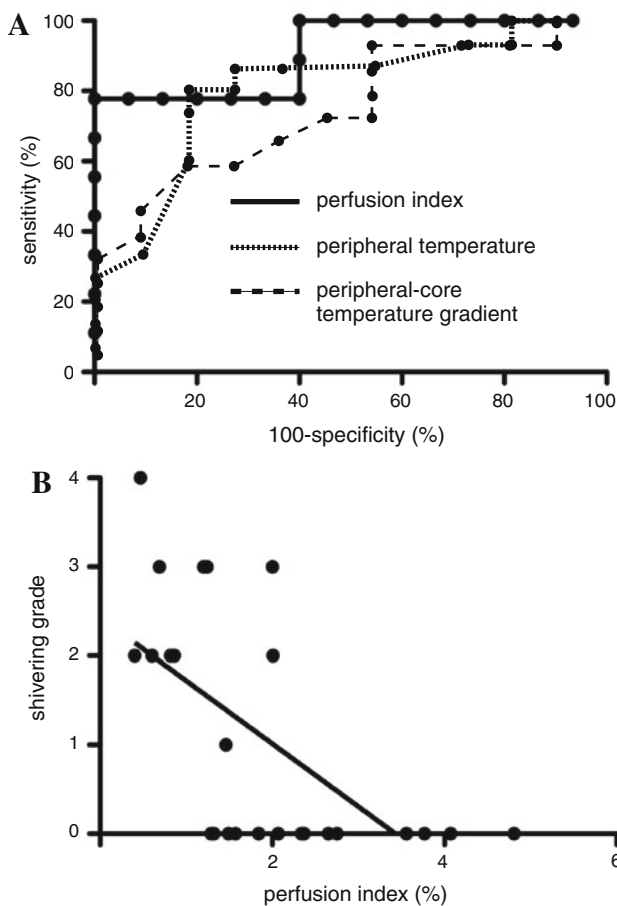 A
100
80
60
40
20
0
sensitivity (%)
perfusion index
peripheral temperature
peripheral-core
temperature gradient
20
40
60
80
100
100-specificity (%)
B
4
3
2
1
0
shivering grade
2
4
6
perfusion index (%)